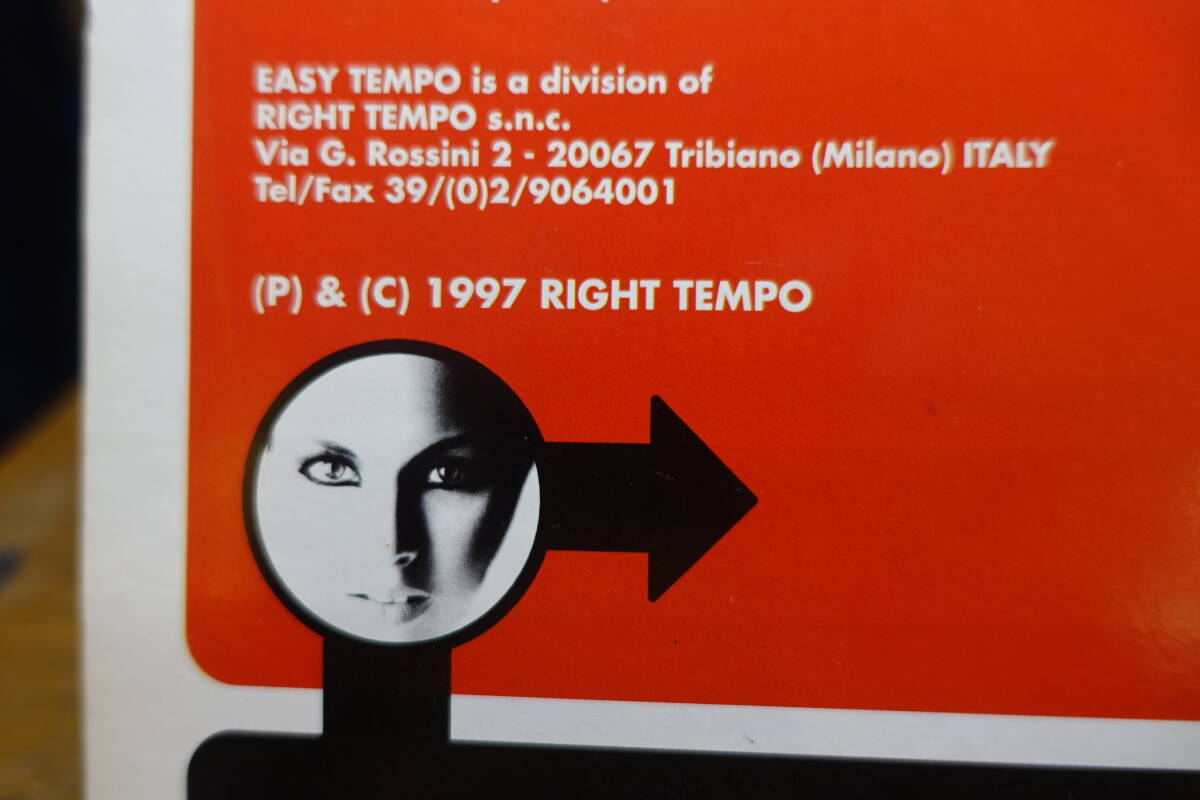 EASY TEMPO is a division of
RIGHT TEMPO s.n.c.
Via G. Rossini 2 - 20067 Tribiano (Milano) ITALY
Tel/Fax 39/(0)2/9064001
(P) & (C) 1997 RIGHT TEMPO